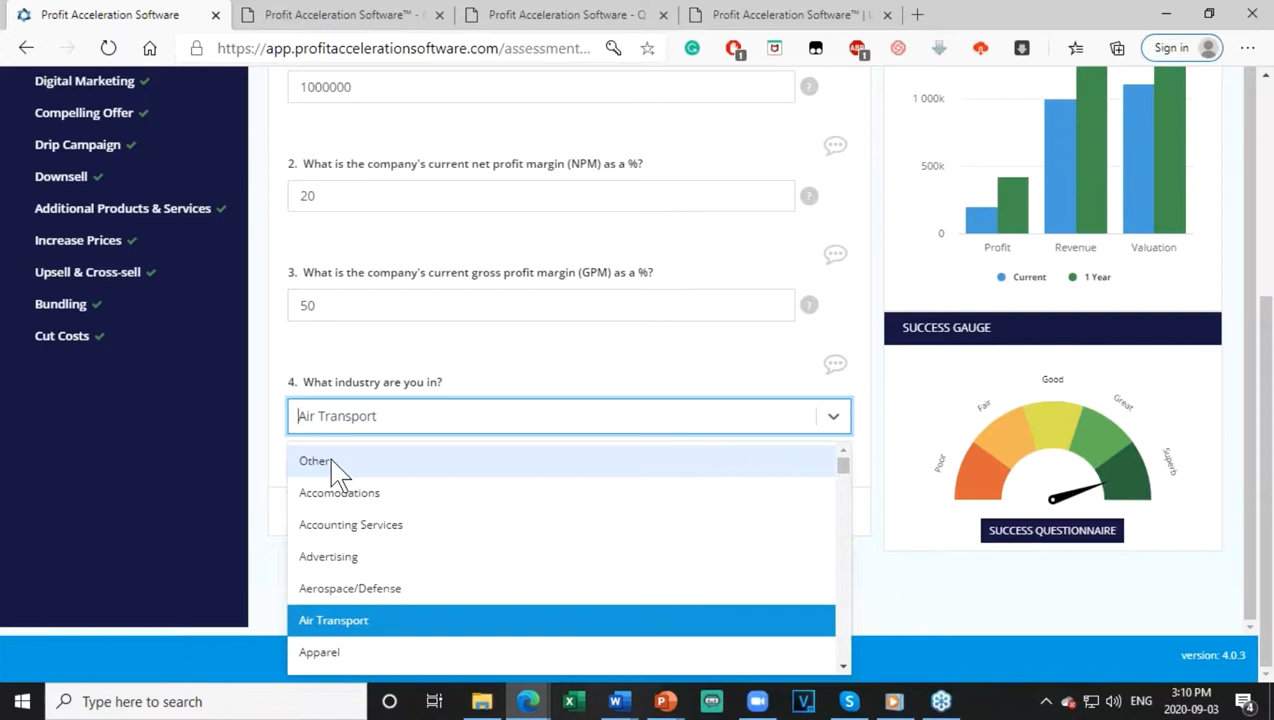 Profit Acceleration Software
Profit Acceleration Software™ -
Profit Acceleration Software - Q
Profit Acceleration Software™ | L
https://app.profitaccelerationsoftware.com/assessment...
1
ABP
1
Sign in
Digital Marketing
Compelling Offer
Drip Campaign
Downsell
Additional Products & Services
Increase Prices
Upsell & Cross-sell
Bundling
Cut Costs
1000000
?
2. What is the company's current net profit margin (NPM) as a %?
20
?
3. What is the company's current gross profit margin (GPM) as a %?
50
?
4. What industry are you in?
Air Transport
Other
Accomodations
Accounting Services
Advertising
Aerospace/Defense
Air Transport
Apparel
1 000k
500k
0
Profit
Revenue
Valuation
Current
1 Year
SUCCESS GAUGE
Poor
Fair
Good
Great
Superb
SUCCESS QUESTIONNAIRE
version: 4.0.3
Type here to search
ENG
3:10 PM
2020-09-03
4